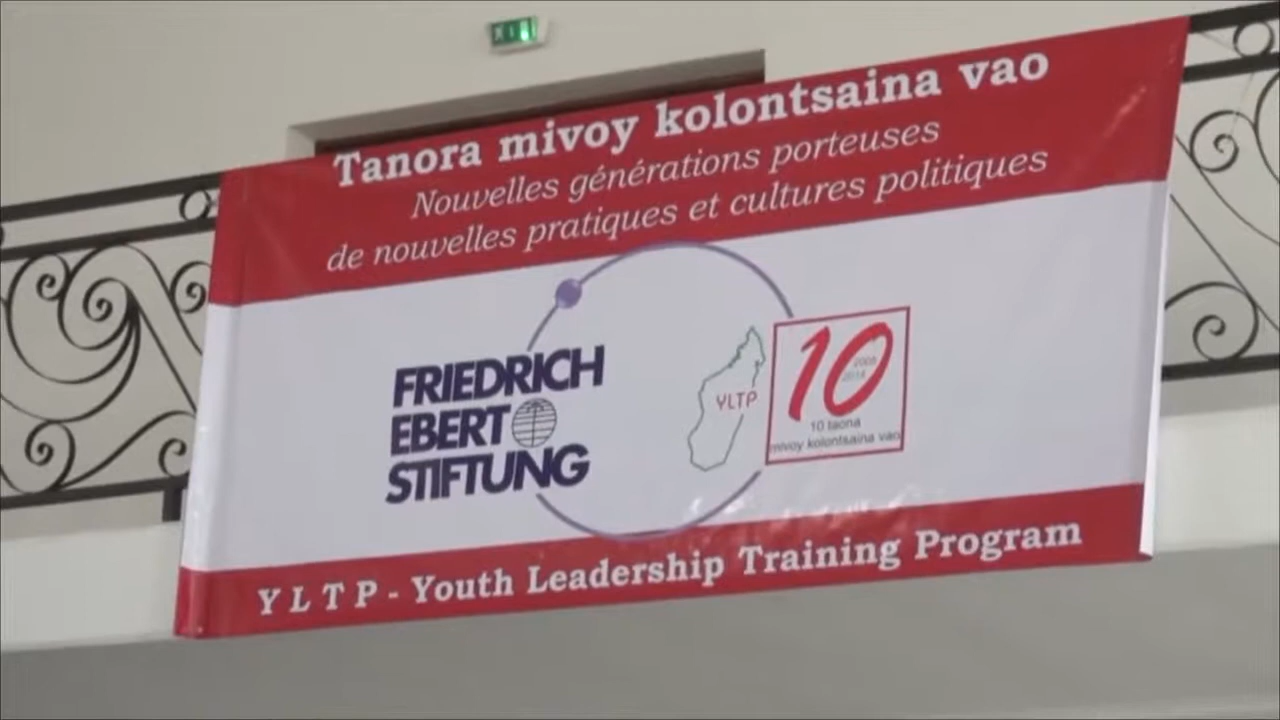 Tanora mivoy kolontsaina vao
Nouvelles générations porteuses
de nouvelles pratiques et cultures politiques
FRIEDRICH
EBERT
STIFTUNG
YLTP
10
10 taona
mivoy kolontsaina vao
Y L T P - Youth Leadership Training Program